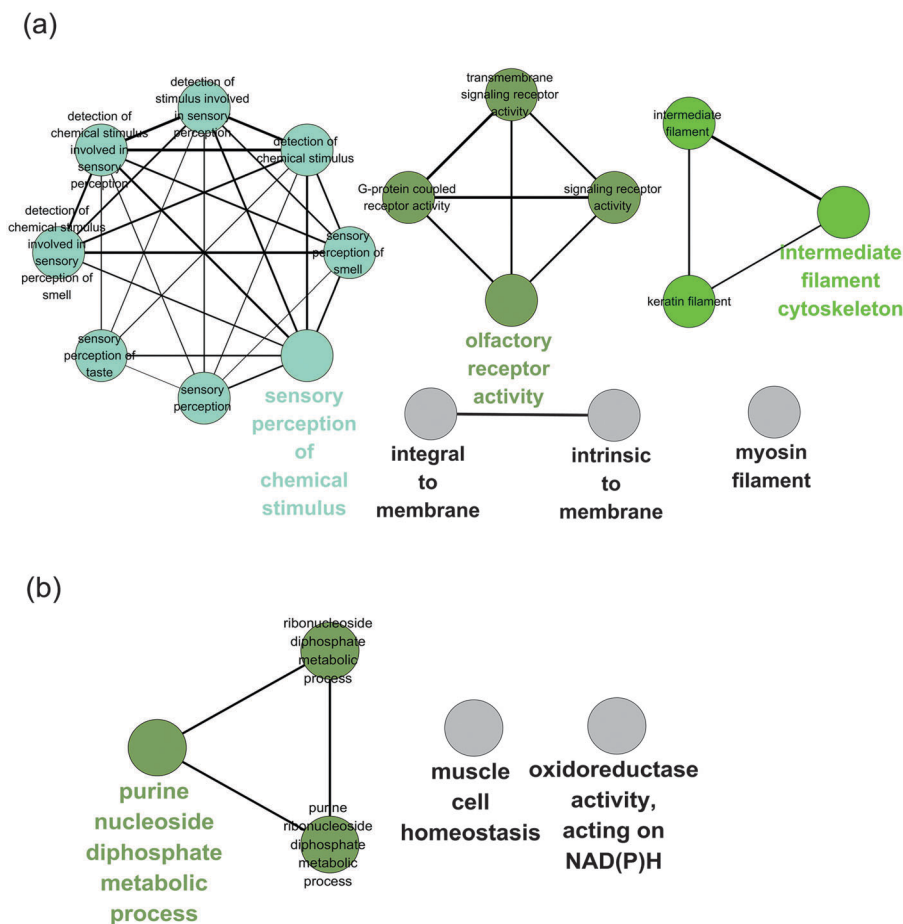 (a)
detection of
stimulus involved
in sensory
perception
detection of
chemical stimulus
involved in
sensory
perception
detection of
chemical stimulus
detection of
chemical stimulus
involved in
sensory
perception of
smell
sensory
perception of
smell
sensory
perception of
taste
sensory
perception
sensory
perception
of
chemical
stimulus
transmembrane
signaling receptor
activity
G-protein coupled
receptor activity
signaling receptor
activity
olfactory
receptor
activity
intermediate
filament
intermediate
filament
cytoskeleton
keratin filament
integral
to
membrane
intrinsic
to
membrane
myosin
filament
(b)
ribonucleoside
diphosphate
metabolic
process
purine
nucleoside
diphosphate
metabolic
process
purine
ribonucleoside
diphosphate
metabolic
process
muscle
cell
homeostasis
oxidoreductase
activity,
acting on
NAD(P)H